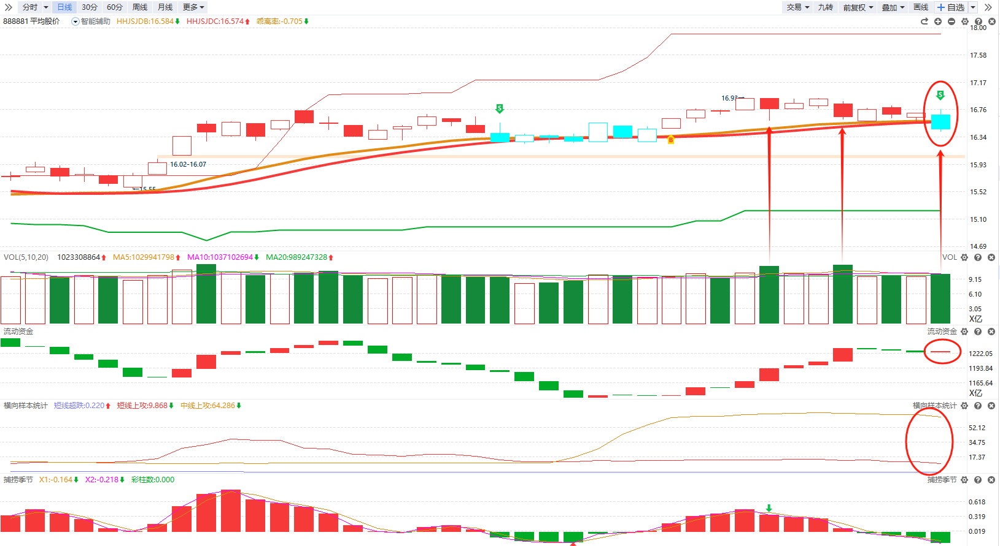 分时 日线 30分 60分 周线 月线 更多 交易 九转 前复权 叠加 画线 自选
888881 平均股价 智能辅助 HHJSJDB:16.584 HHJSJDC:16.574 乖离率:-0.705
18.00
17.58
17.17
S S
16.93
16.76
16.34
B
16.02-16.07
15.93
15.55
15.52
15.10
14.69
VOL(5,10,20) 1023308864 MA5:1029941798 MA10:1037102694 MA20:989247328 VOL
9.15
6.10
3.05
X亿
流动资金 流动资金
1222.05
1193.84
1165.64
X亿
横向样本统计 短线超跌:0.220 短线上攻:9.868 中线上攻:64.286 横向样本统计
52.12
34.75
17.37
捕捞季节 X1:-0.164 X2:-0.218 彩柱数:0.000 捕捞季节
0.618
0.319
0.019